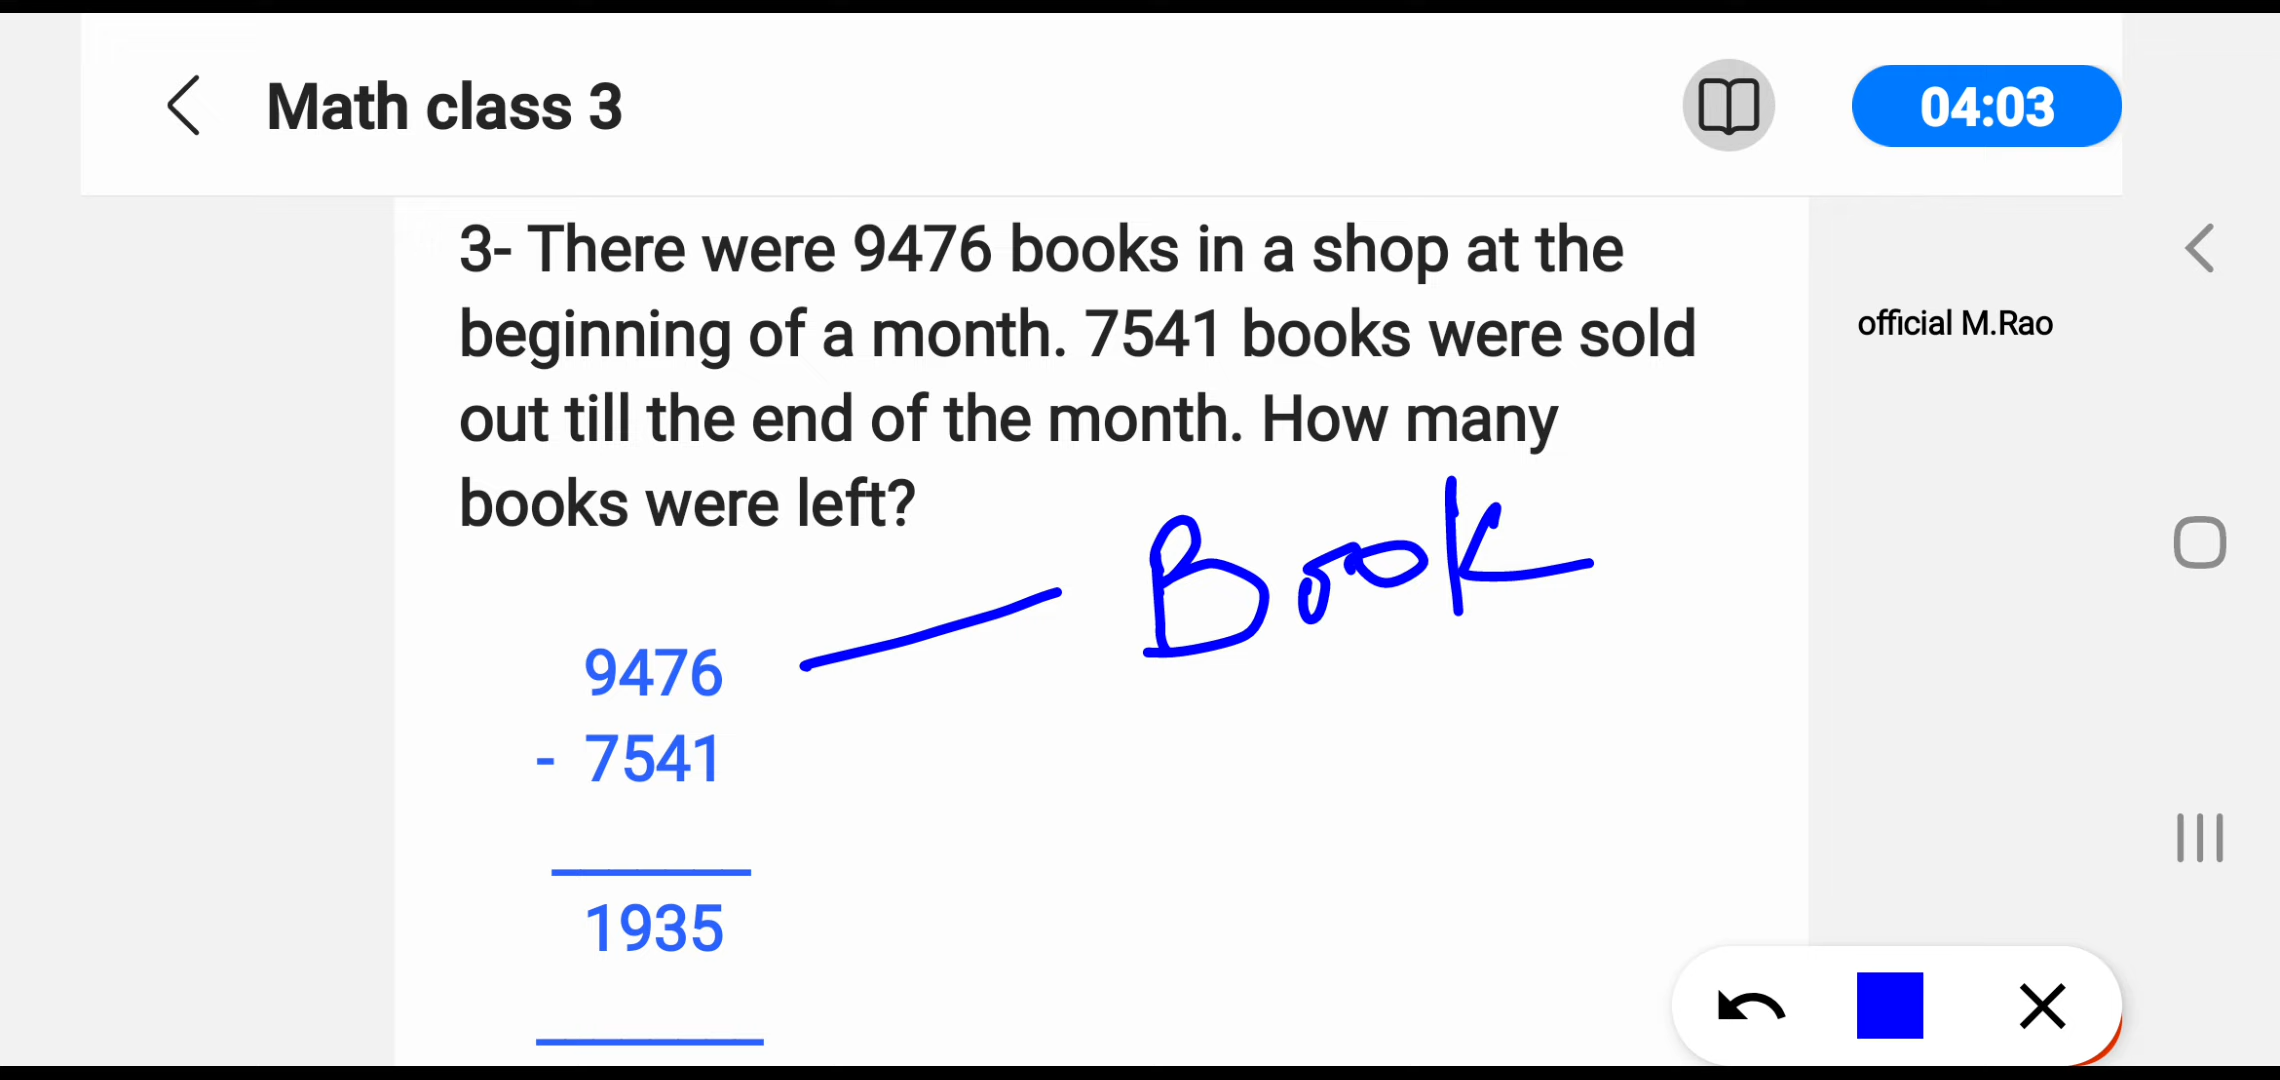 Math class 3
04:03
3- There were 9476 books in a shop at the
beginning of a month. 7541 books were sold
out till the end of the month. How many
books were left?
official M.Rao
Book
9476
- 7541
1935